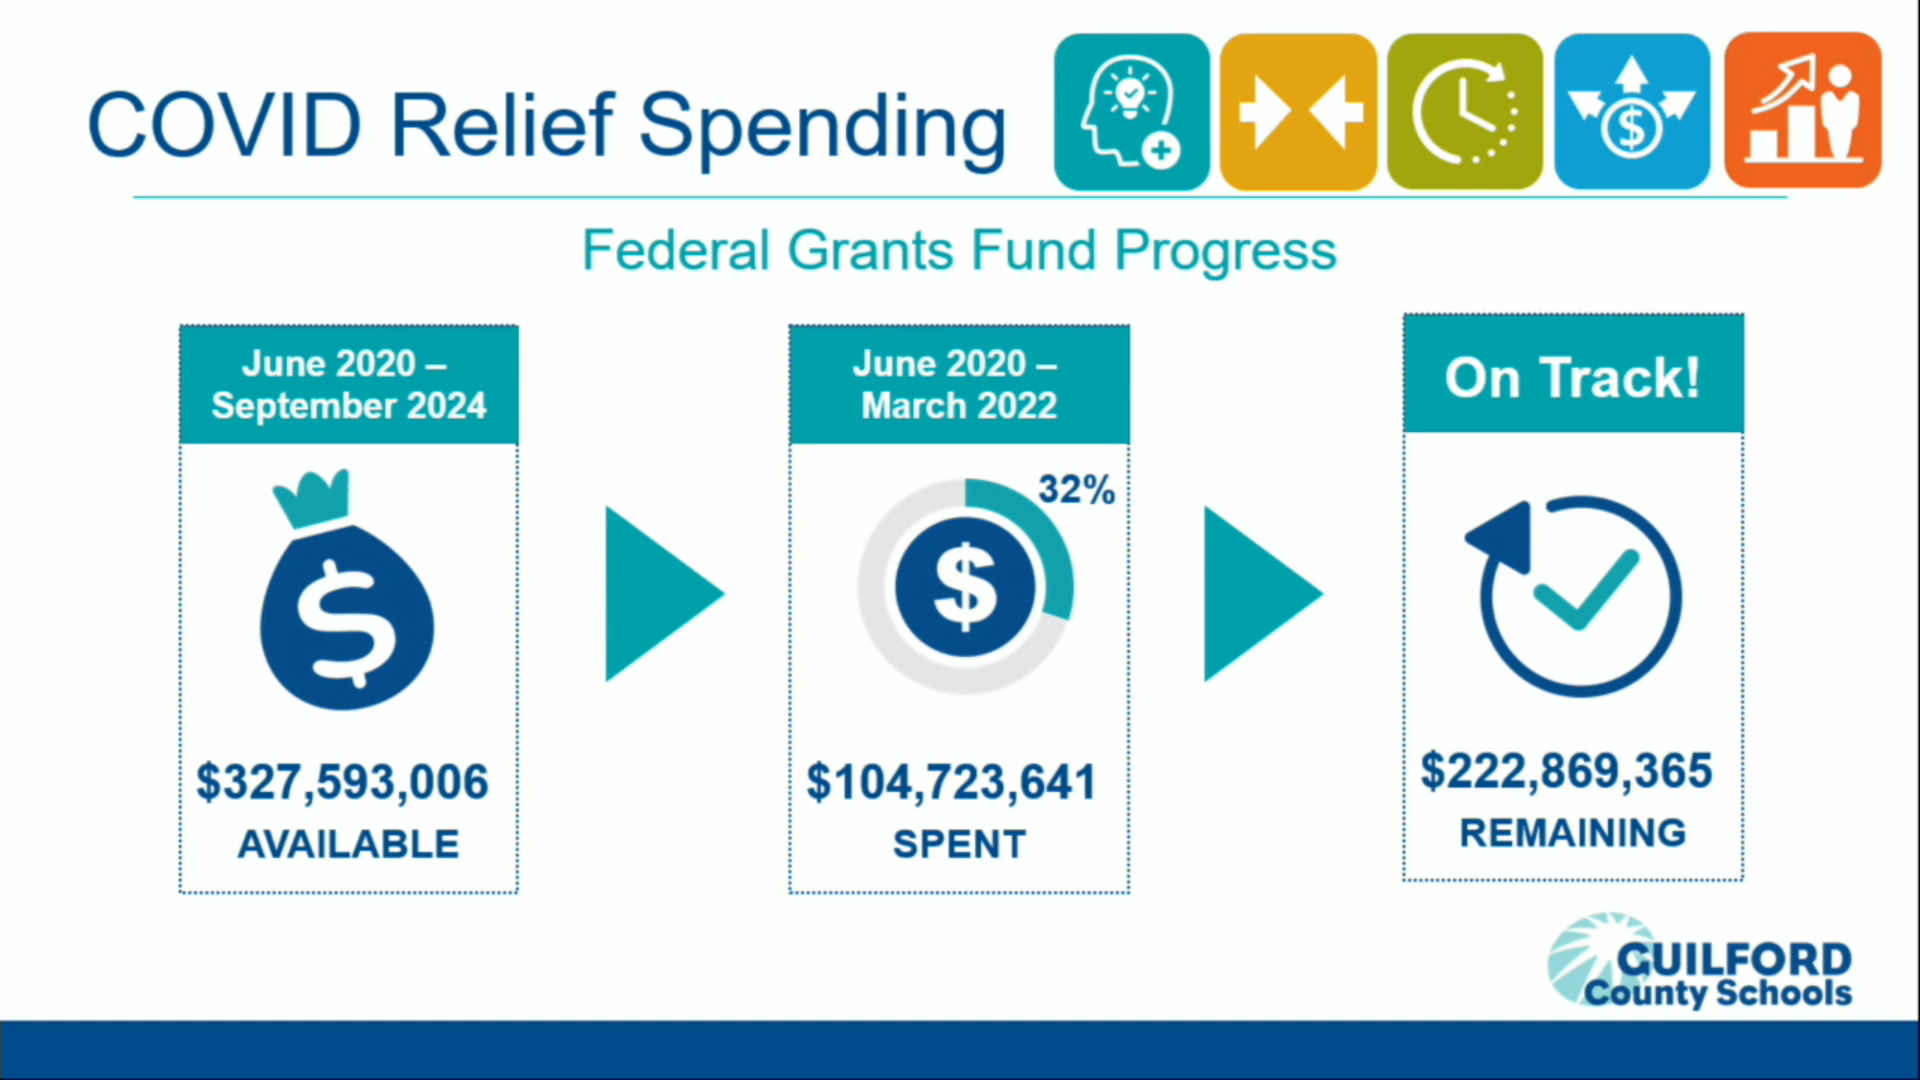 COVID Relief Spending
Federal Grants Fund Progress
June 2020 –
September 2024
$327,593,006
AVAILABLE
June 2020 –
March 2022
32%
$
$104,723,641
SPENT
On Track!
$222,869,365
REMAINING
GUILFORD
County Schools